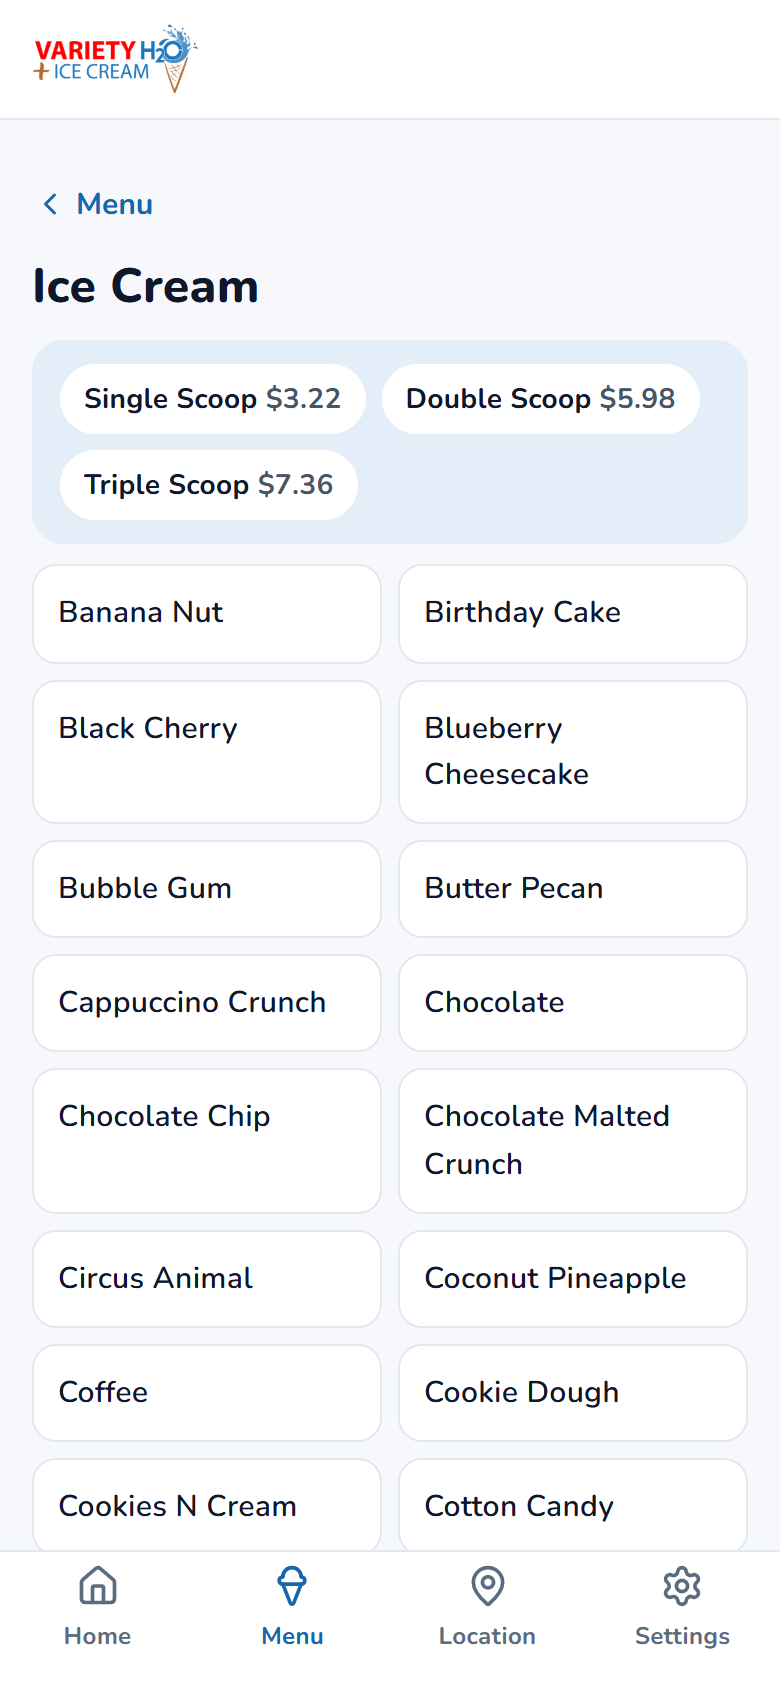 VARIETY H2O
+ ICE CREAM
Menu
Ice Cream
Single Scoop $3.22
Double Scoop $5.98
Triple Scoop $7.36
Banana Nut
Birthday Cake
Black Cherry
Blueberry
Cheesecake
Bubble Gum
Butter Pecan
Cappuccino Crunch
Chocolate
Chocolate Chip
Chocolate Malted
Crunch
Circus Animal
Coconut Pineapple
Coffee
Cookie Dough
Cookies N Cream
Cotton Candy
Home
Menu
Location
Settings